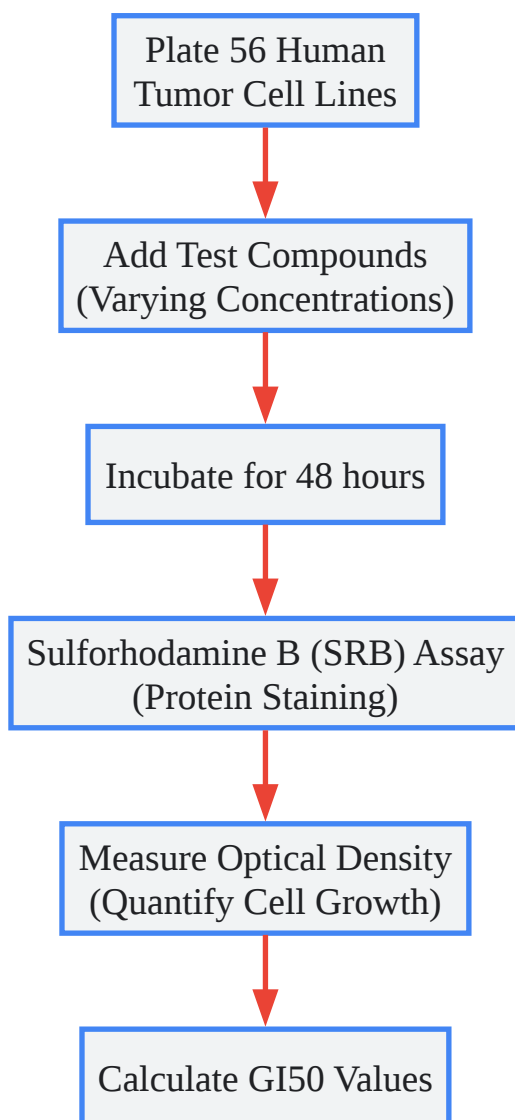 Plate 56 Human
Tumor Cell Lines
Add Test Compounds
(Varying Concentrations)
Incubate for 48 hours
Sulforhodamine B (SRB) Assay
(Protein Staining)
Measure Optical Density
(Quantify Cell Growth)
Calculate GI50 Values